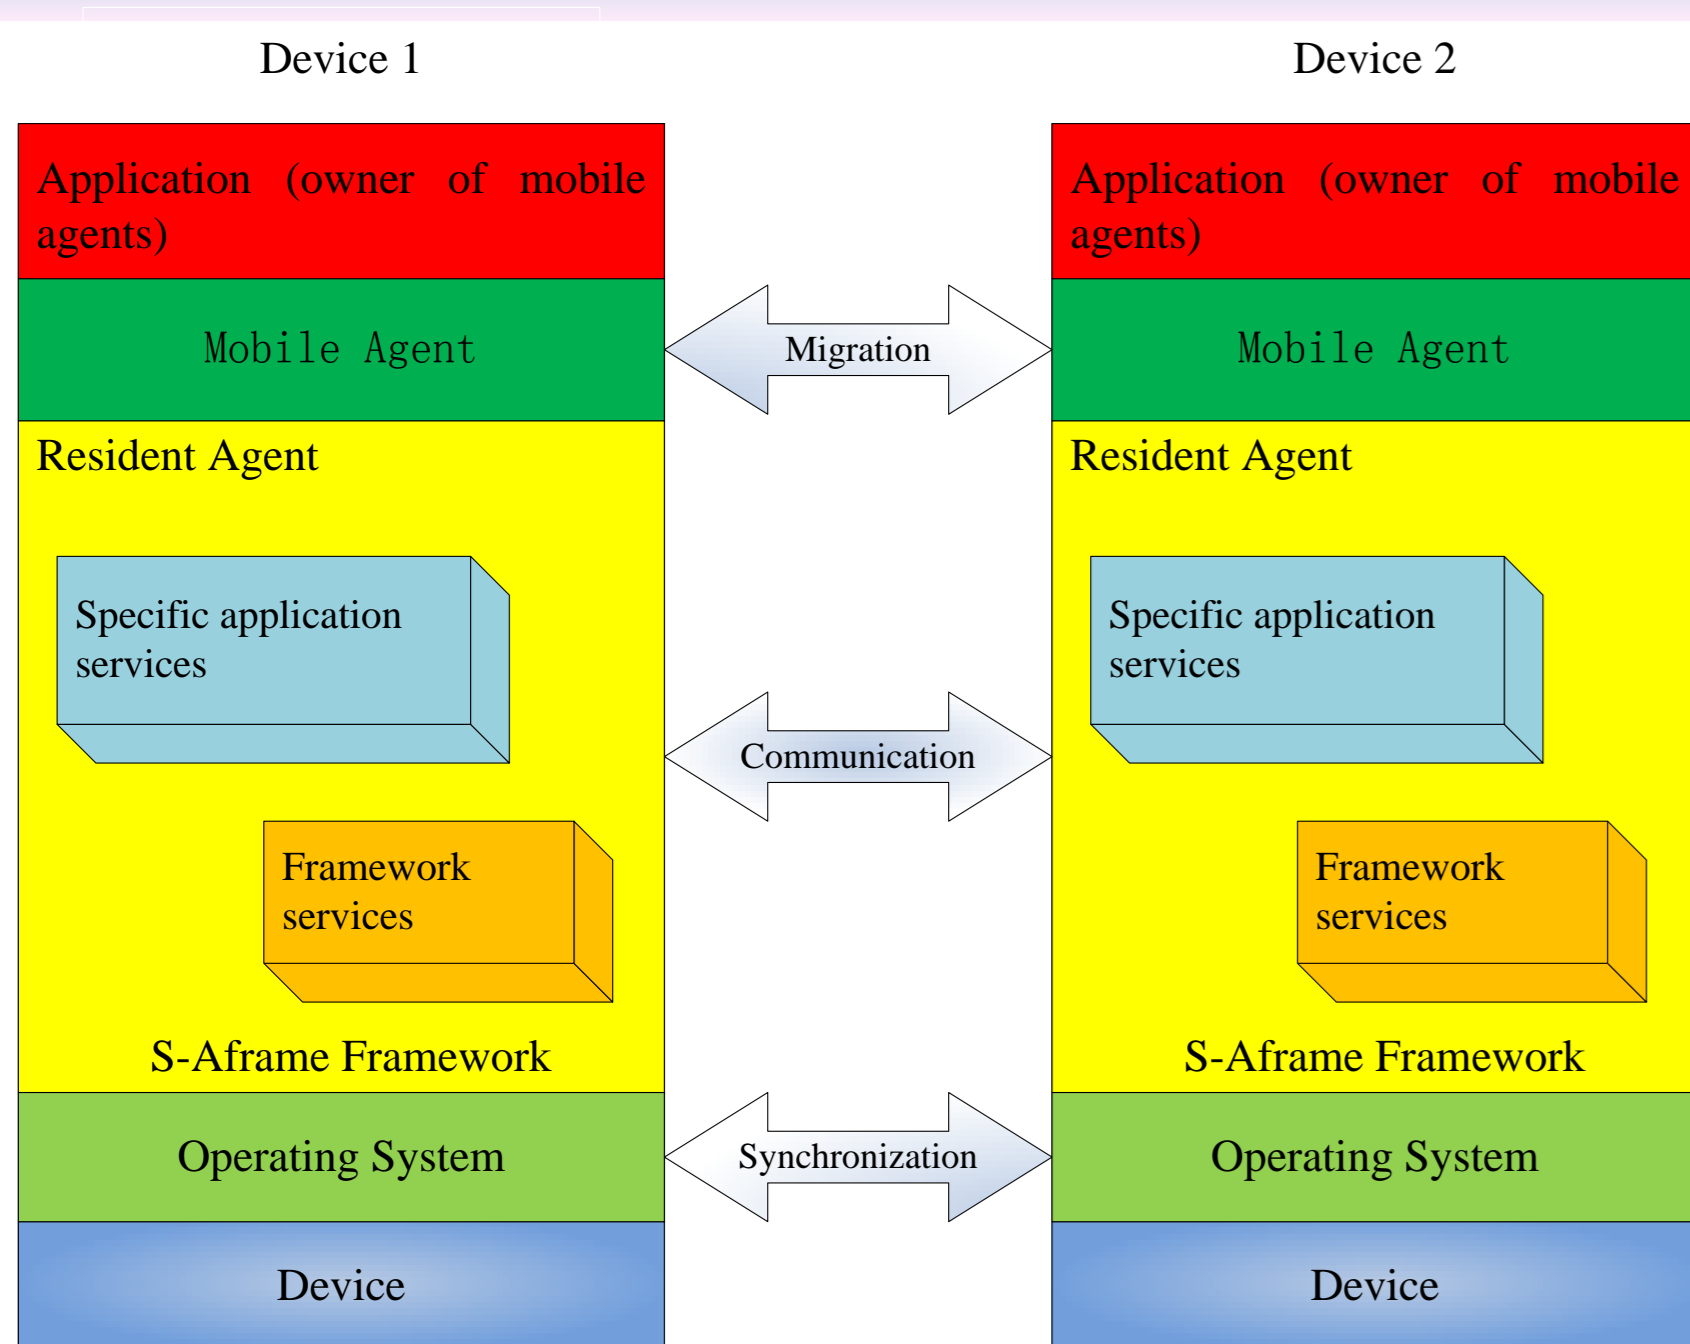 Device 1
Device 2
Application (owner of mobile
agents)
Mobile Agent
Resident Agent
Specific application
services
Framework
services
S-Aframe Framework
Operating System
Device
Migration
Communication
Synchronization
Application (owner of mobile
agents)
Mobile Agent
Resident Agent
Specific application
services
Framework
services
S-Aframe Framework
Operating System
Device